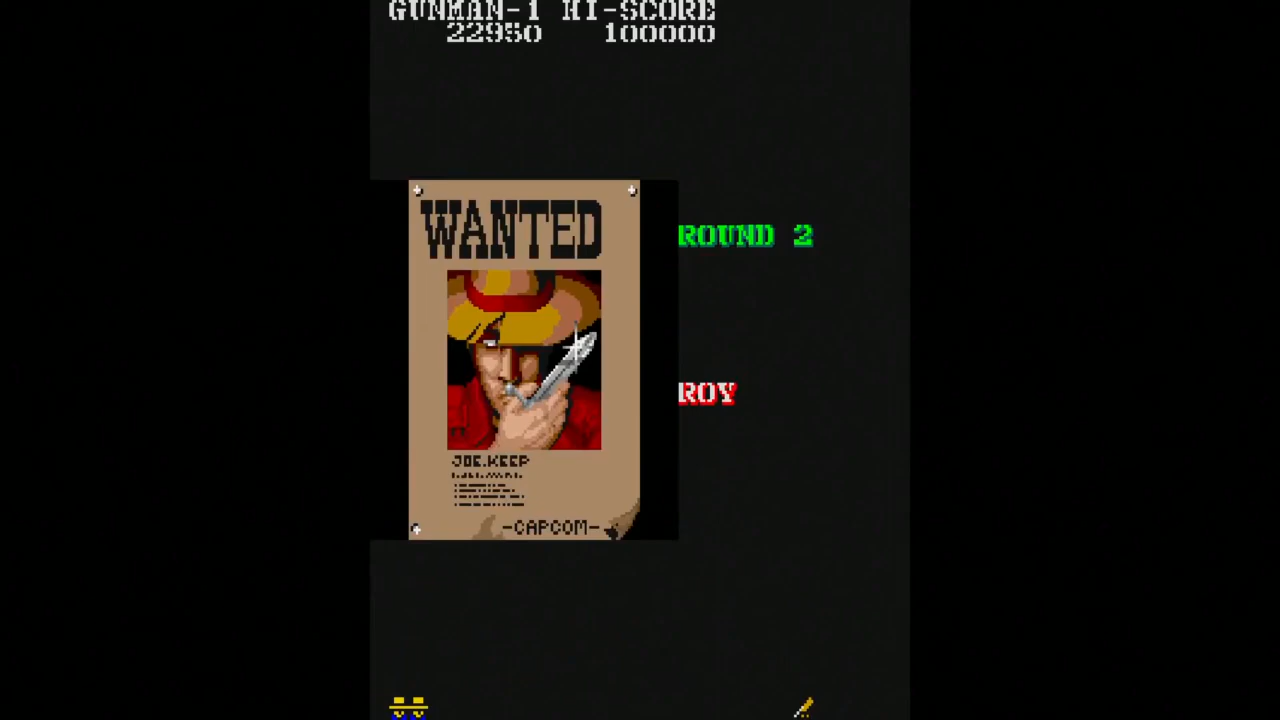 GUNMAN-1 HI-SCORE
22950 100000
WANTED
ROUND 2
ROY
JOE.KEEP
-CAPCOM-